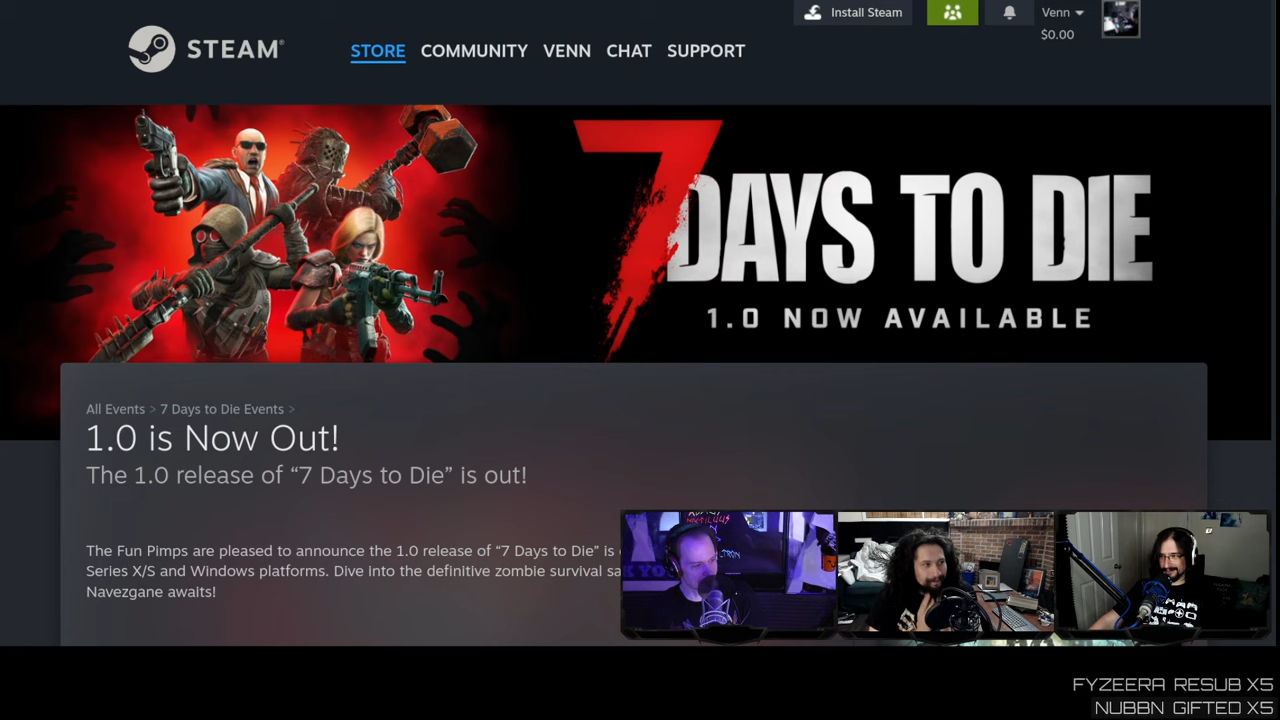 Install Steam
Venn
$0.00
STEAM®
STORE COMMUNITY VENN CHAT SUPPORT
7 DAYS TO DIE
1.0 NOW AVAILABLE
All Events > 7 Days to Die Events >
1.0 is Now Out!
The 1.0 release of “7 Days to Die” is out!
The Fun Pimps are pleased to announce the 1.0 release of “7 Days to Die” is
Series X/S and Windows platforms. Dive into the definitive zombie survival sa
Navezgane awaits!
FYZEERA RESUB X5
NUBBN GIFTED X5